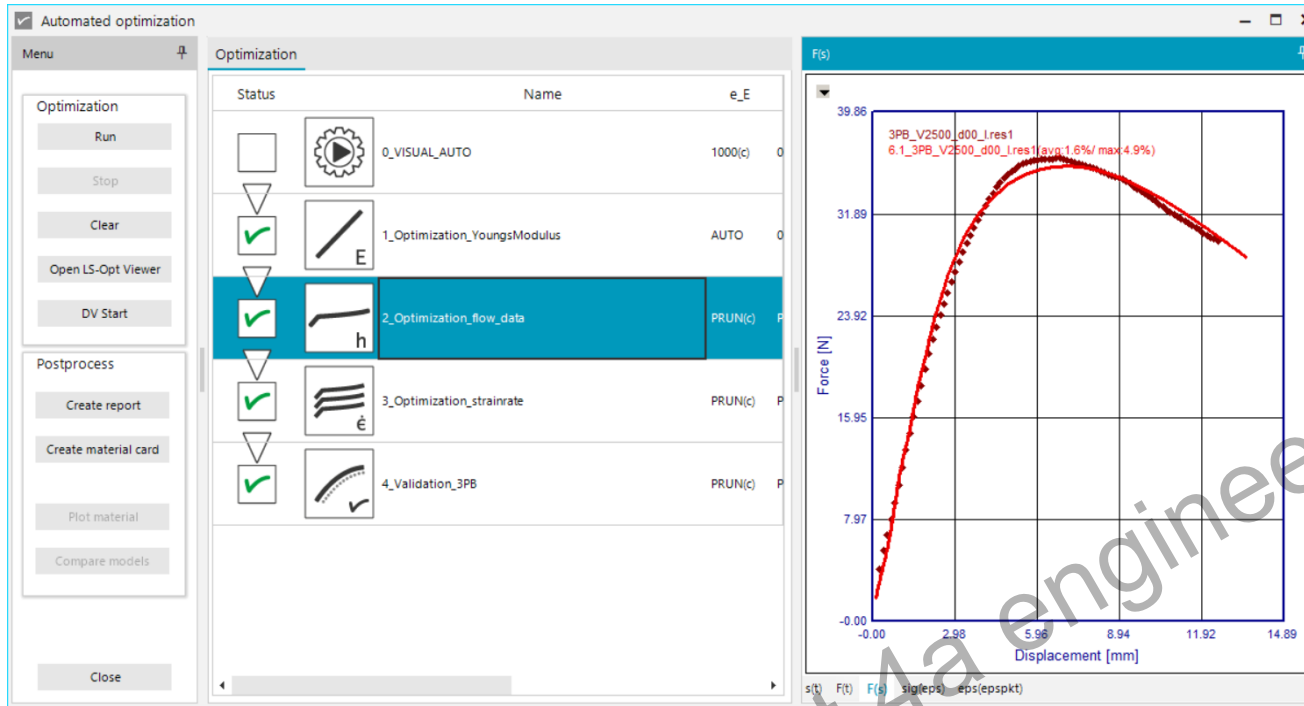 Automated optimization
Menu
Optimization
Run
Stop
Clear
Open LS-Opt Viewer
DV Start
Postprocess
Create report
Create material card
Plot material
Compare models
Close
Optimization
Status Name e_E
0_VISUAL_AUTO 1000(c) 0
1_Optimization_YoungsModulus AUTO 0
E
2_Optimization_flow_data PRUN(c) P
h
3_Optimization_strainrate PRUN(c) P
ė
4_Validation_3PB PRUN(c) P
F(s)
39.86
3PB_V2500_d00_l.res1
6.1_3PB_V2500_d00_l.res1(avg:1.6%/ max:4.9%)
31.89
23.92
Force [N]
15.95
7.97
-0.00
-0.00 2.98 5.96 8.94 11.92 14.89
Displacement [mm]
s(t) F(t) F(s) sig(eps) eps(epspkt)
4a enginee